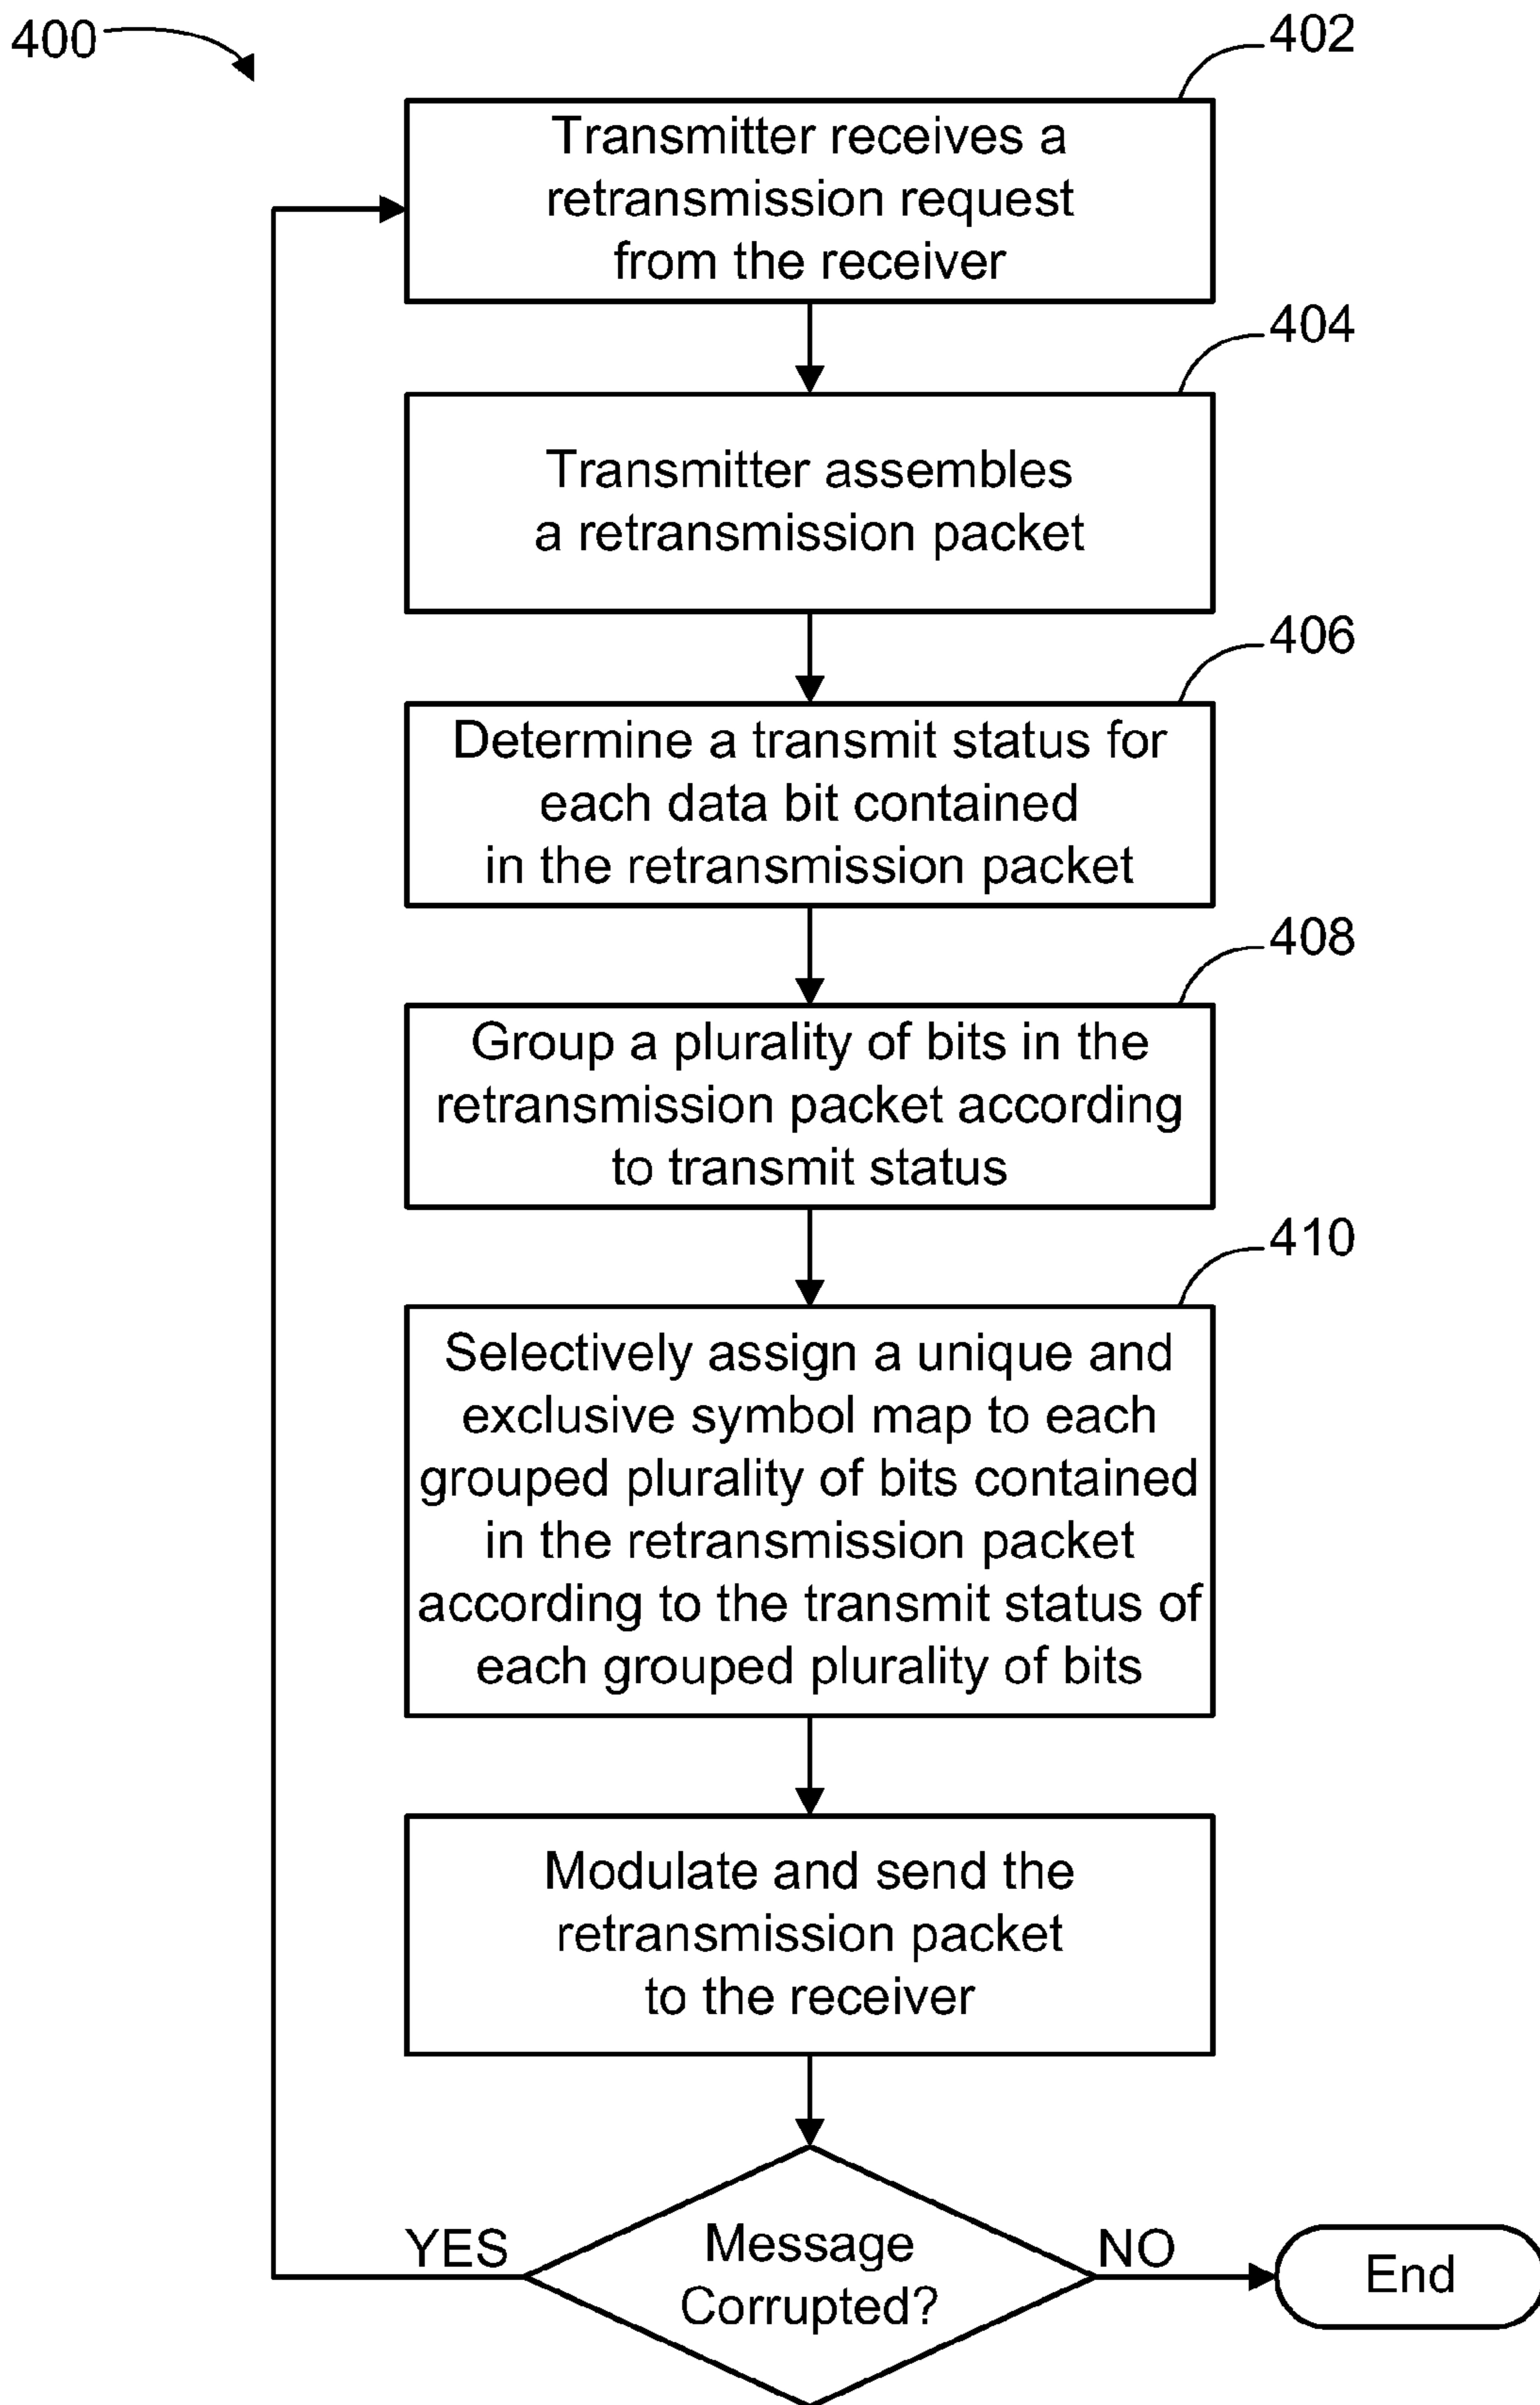 400
402
Transmitter receives a
retransmission request
from the receiver
404
Transmitter assembles
a retransmission packet
406
Determine a transmit status for
each data bit contained
in the retransmission packet
408
Group a plurality of bits in the
retransmission packet according
to transmit status
410
Selectively assign a unique and
exclusive symbol map to each
grouped plurality of bits contained
in the retransmission packet
according to the transmit status of
each grouped plurality of bits
Modulate and send the
retransmission packet
to the receiver
YES
Message
Corrupted?
NO
End